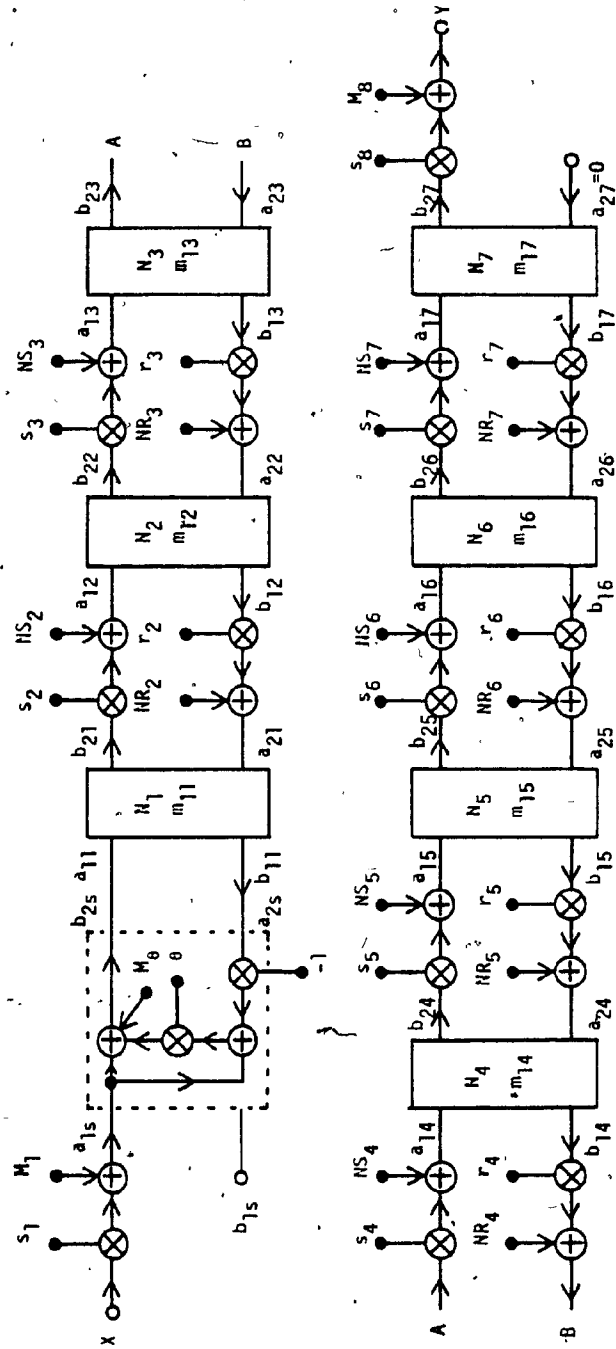 X
s1
M1
a1s
b1s
Mθ
θ
-1
b2s
a2s
a11
b11
N1
m11
b21
a21
s2
NS2
NR2
r2
a12
b12
N2
m12
b22
a22
s3
NS3
NR3
r3
a13
b13
N3
m13
b23
a23
A
B
A
B
s4
NS4
NR4
r4
a14
b14
N4
m14
b24
a24
s5
NS5
NR5
r5
a15
b15
N5
m15
b25
a25
s6
NS6
NR6
r6
a16
b16
N6
m16
b26
a26
s7
NS7
NR7
r7
a17
b17
N7
m17
b27
a27=0
s8
M8
Y